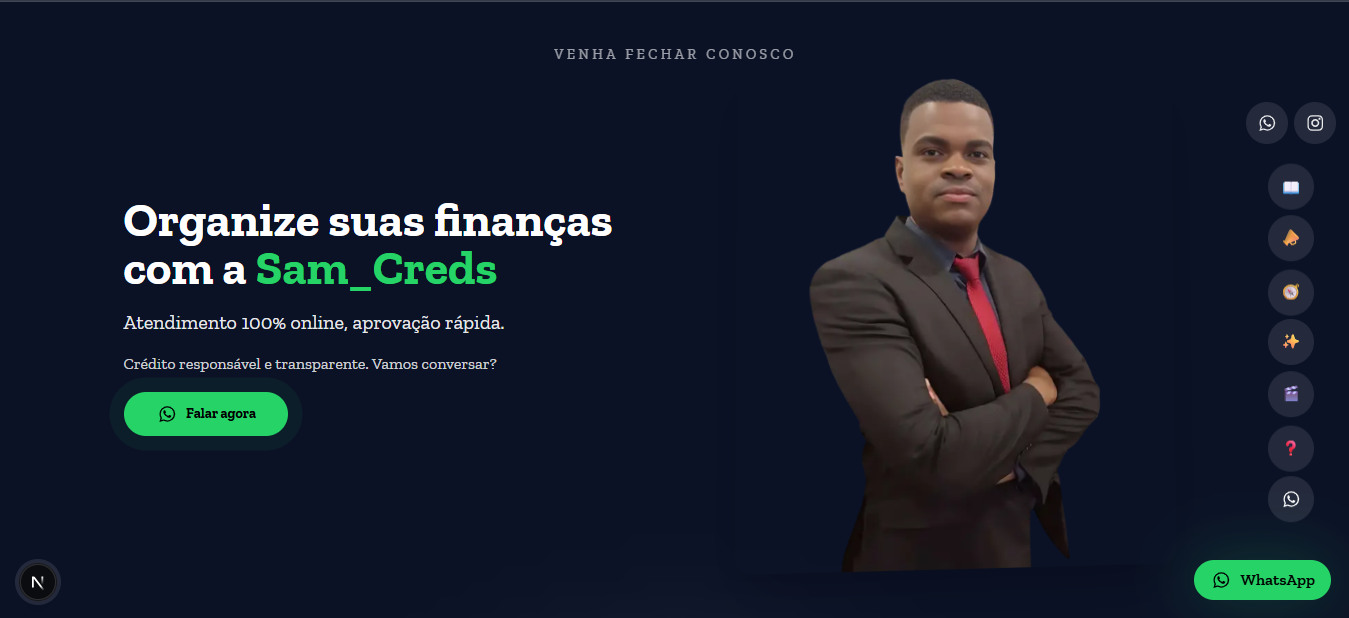 VENHA FECHAR CONOSCO
Organize suas finanças
com a Sam_Creds
Atendimento 100% online, aprovação rápida.
Crédito responsável e transparente. Vamos conversar?
Falar agora
N
WhatsApp